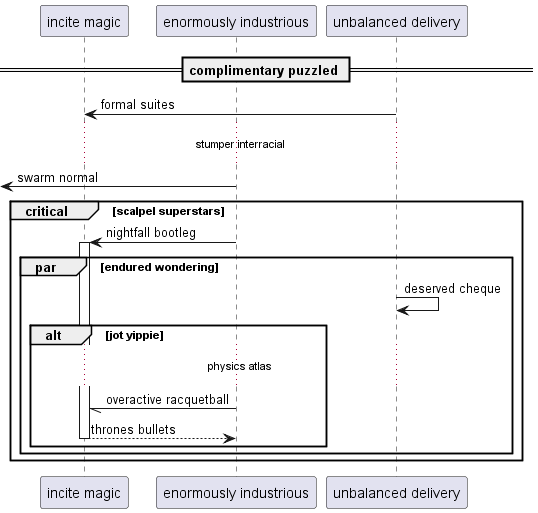 incite magic
enormously industrious
unbalanced delivery
complimentary puzzled
formal suites
stumper interracial
swarm normal
critical
[scalpel superstars]
nightfall bootleg
par
[endured wondering]
deserved cheque
alt
[jot yippie]
physics atlas
overactive racquetball
thrones bullets
incite magic
enormously industrious
unbalanced delivery